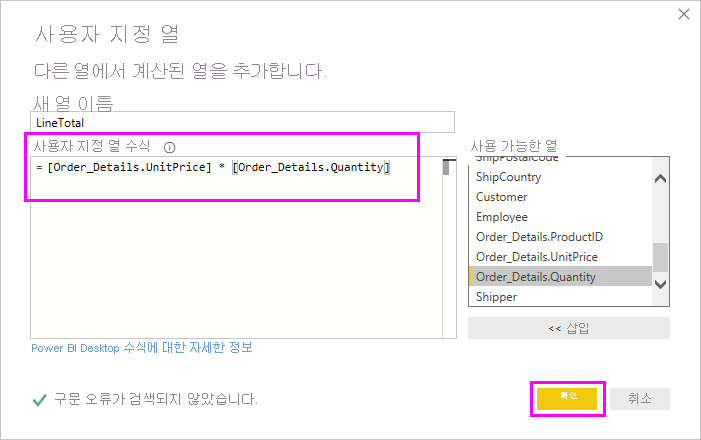 사용자 지정 열
다른 열에서 계산된 열을 추가합니다.
새 열 이름
LineTotal
사용자 지정 열 수식
= [Order_Details.UnitPrice] * [Order_Details.Quantity]
사용 가능한 열
ShipPostalCode
ShipCountry
Customer
Employee
Order_Details.ProductID
Order_Details.UnitPrice
Order_Details.Quantity
Shipper
<< 삽입
Power BI Desktop 수식에 대한 자세한 정보
구문 오류가 검색되지 않았습니다.
확인
취소